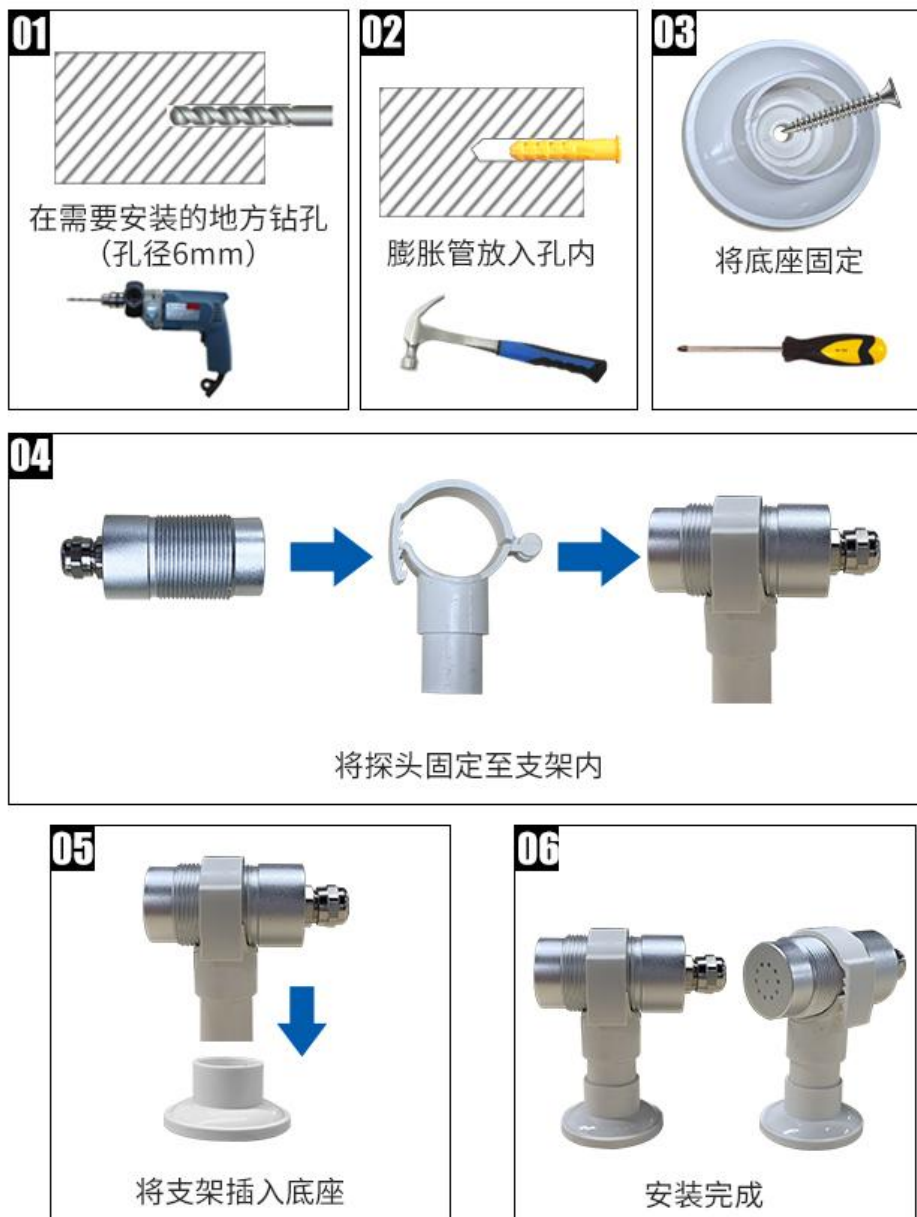 01
在需要安装的地方钻孔
（孔径6mm）
02
膨胀管放入孔内
03
将底座固定
04
将探头固定至支架内
05
将支架插入底座
06
安装完成